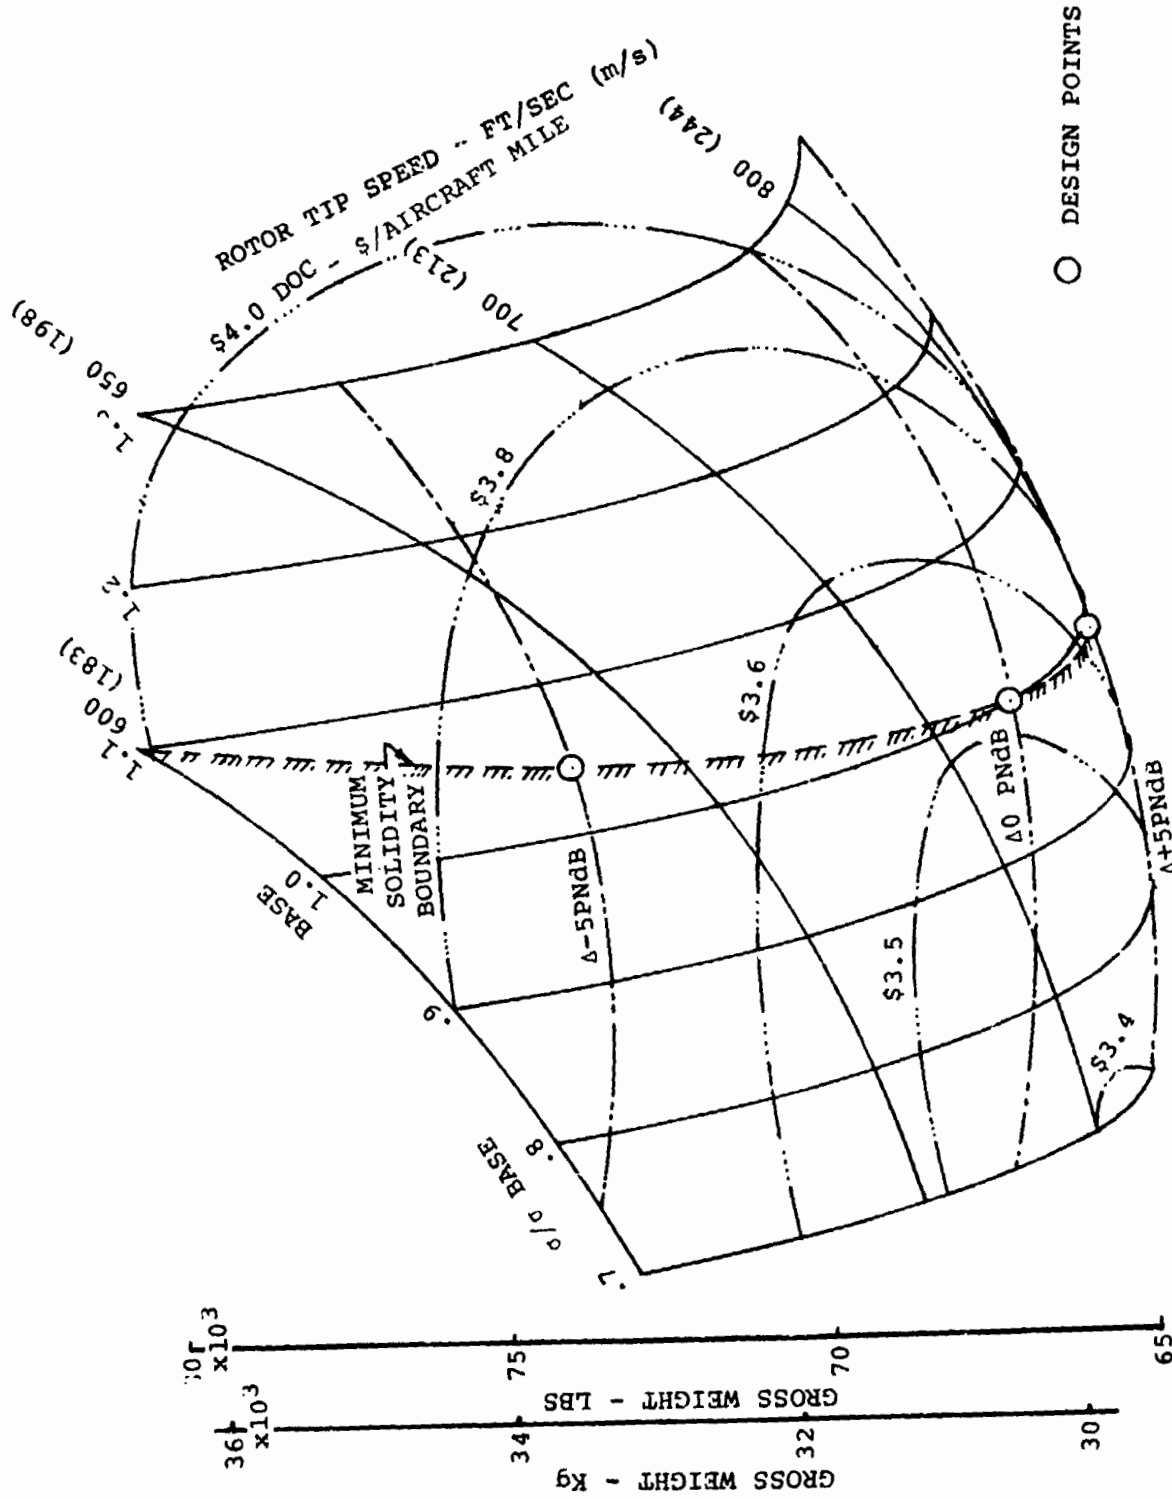 ROTOR TIP SPEED - FT/SEC (m/s)
$4.0 DOC - $/AIRCRAFT MILE
650 (198)
600 (183)
700 (213)
800 (244)
1.2
1.1
1.0
BASE
.9
.8
.7
σ/σ BASE
MINIMUM
SOLIDITY
BOUNDARY
$3.8
$3.6
$3.5
$3.4
Δ-5PNdB
Δ0 PNdB
Δ+5PNdB
DESIGN POINTS
x10³
75
70
65
GROSS WEIGHT - LBS
36
x10³
34
32
30
GROSS WEIGHT - Kg